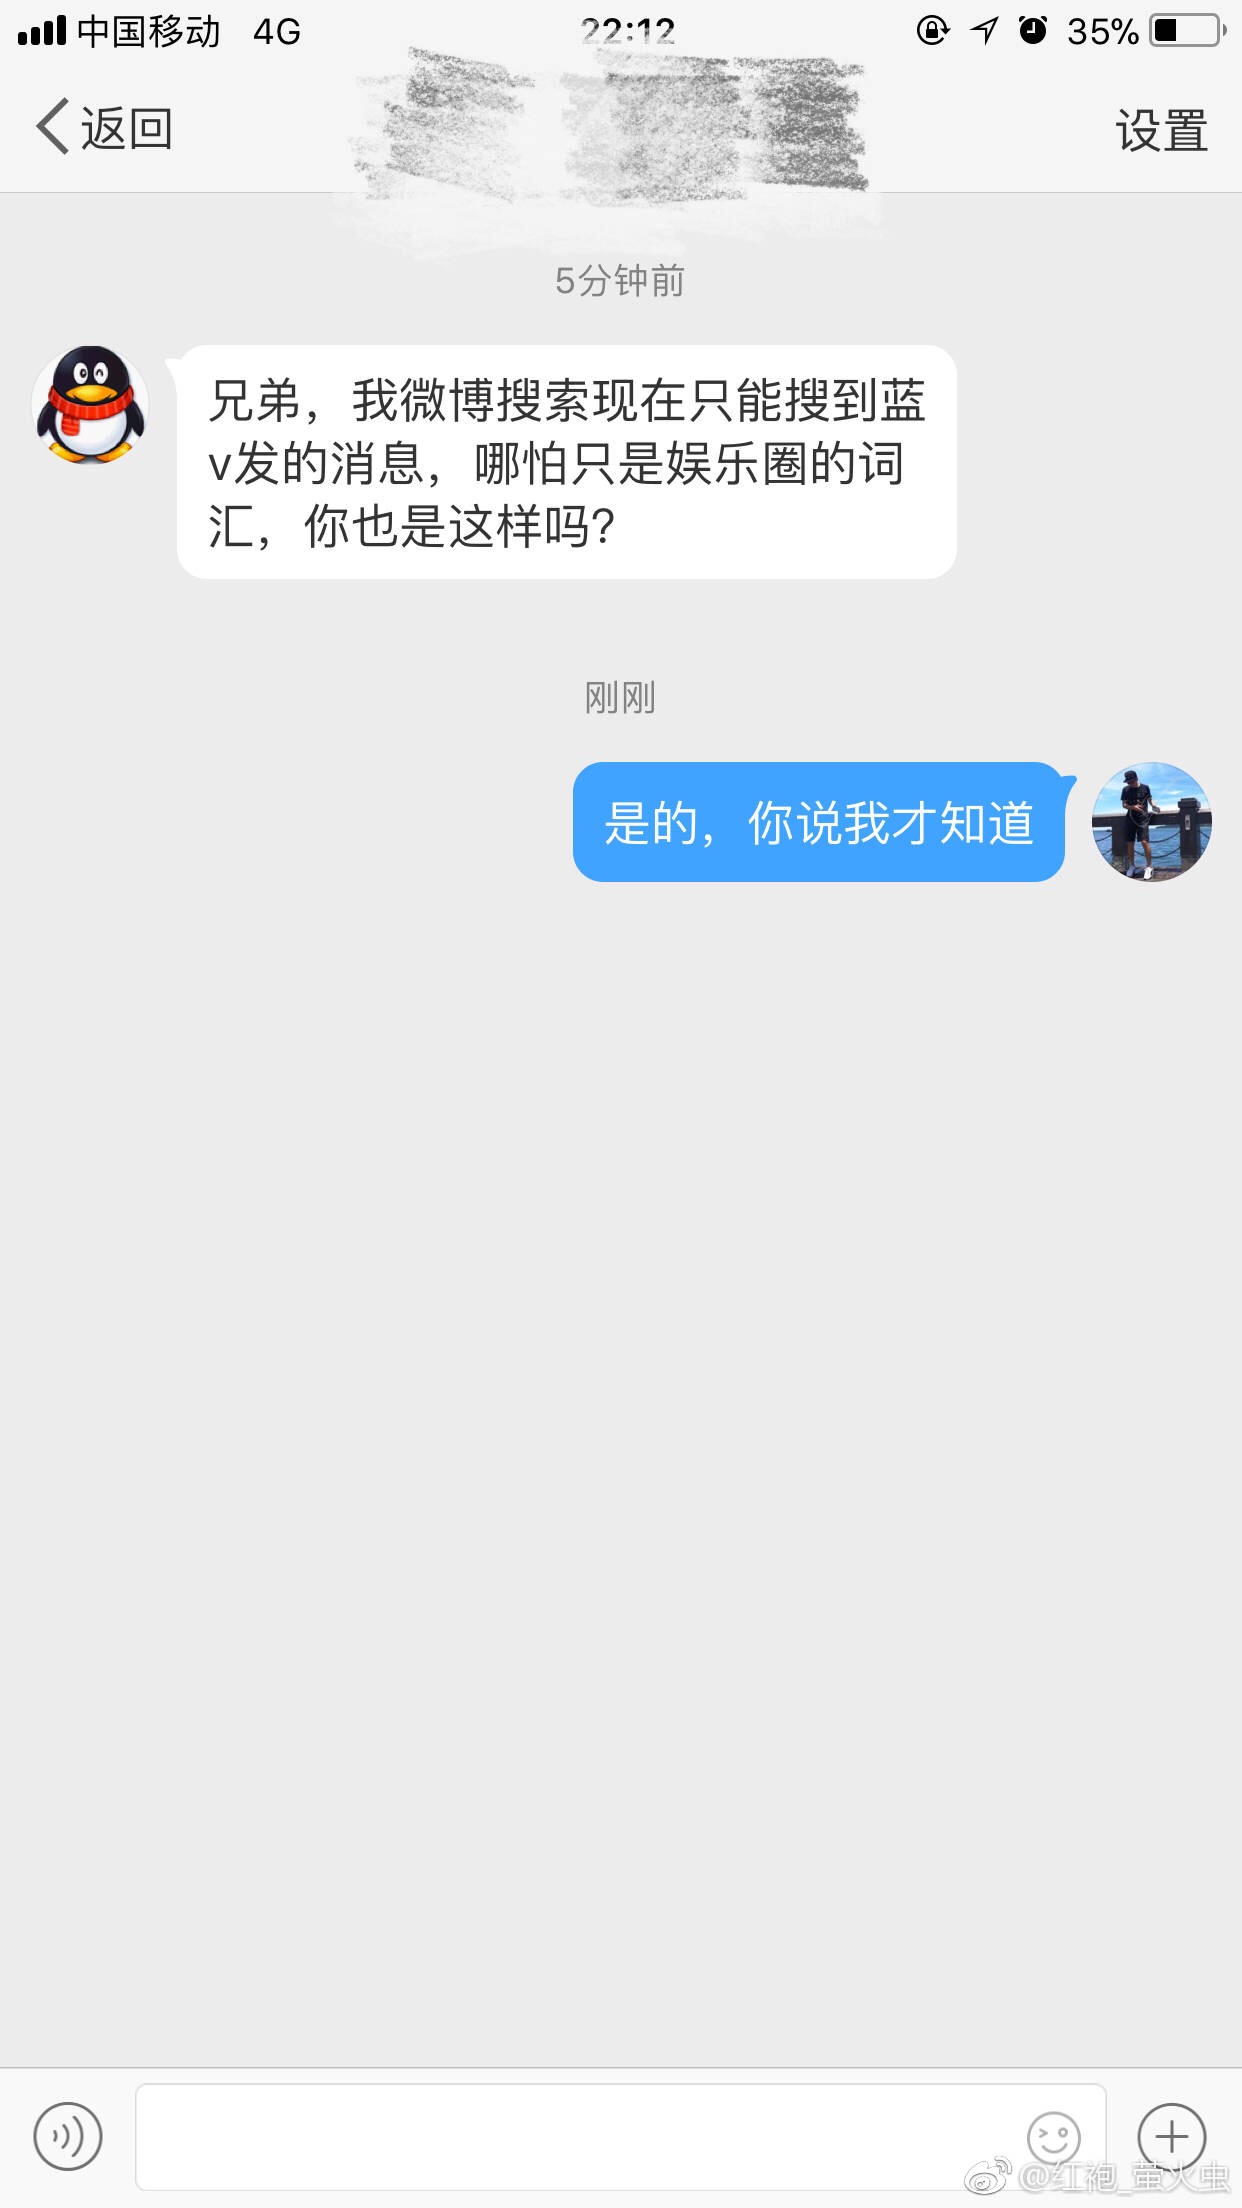 中国移动 4G 22:12 35%
返回
设置
5分钟前
兄弟，我微博搜索现在只能搜到蓝
v发的消息，哪怕只是娱乐圈的词
汇，你也是这样吗？
刚刚
是的，你说我才知道
@红袍_萤火虫